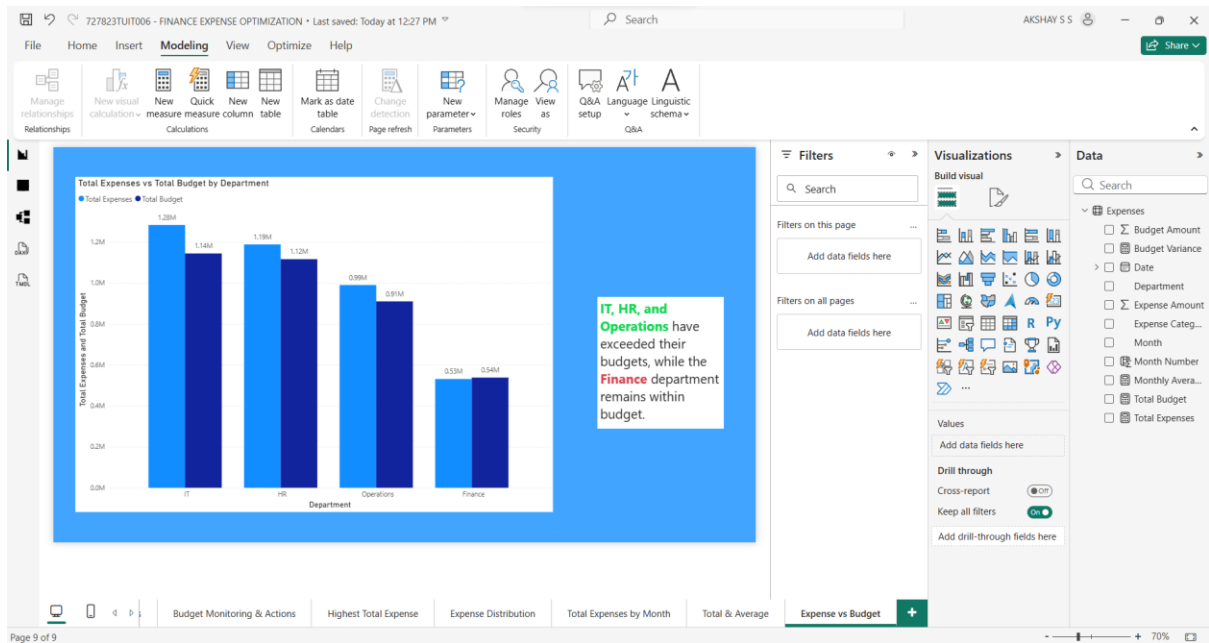 727823TUIT006 - FINANCE EXPENSE OPTIMIZATION • Last saved: Today at 12:27 PM
Search
AKSHAY S S
File Home Insert Modeling View Optimize Help
Share
Manage relationships
New visual calculation
New measure
Quick measure
New column
New table
Mark as date table
Change detection
New parameter
Manage roles
View as
Q&A setup
Language
Linguistic schema
Relationships
Calculations
Calendars
Page refresh
Parameters
Security
Q&A
Total Expenses vs Total Budget by Department
Total Expenses Total Budget
Total Expenses and Total Budget
1.2M
1.0M
0.8M
0.6M
0.4M
0.2M
0.0M
1.28M
1.14M
1.19M
1.12M
0.99M
0.91M
0.53M
0.54M
IT
HR
Operations
Finance
Department
IT, HR, and
Operations have
exceeded their
budgets, while the
Finance department
remains within
budget.
Filters
Search
Filters on this page
...
Add data fields here
Filters on all pages
...
Add data fields here
Visualizations
Build visual
R
Py
...
Values
Add data fields here
Drill through
Cross-report
Off
Keep all filters
On
Add drill-through fields here
Data
Search
Expenses
Budget Amount
Budget Variance
Date
Department
Expense Amount
Expense Categ...
Month
Month Number
Monthly Avera...
Total Budget
Total Expenses
Budget Monitoring & Actions
Highest Total Expense
Expense Distribution
Total Expenses by Month
Total & Average
Expense vs Budget
+
Page 9 of 9
- + 70%